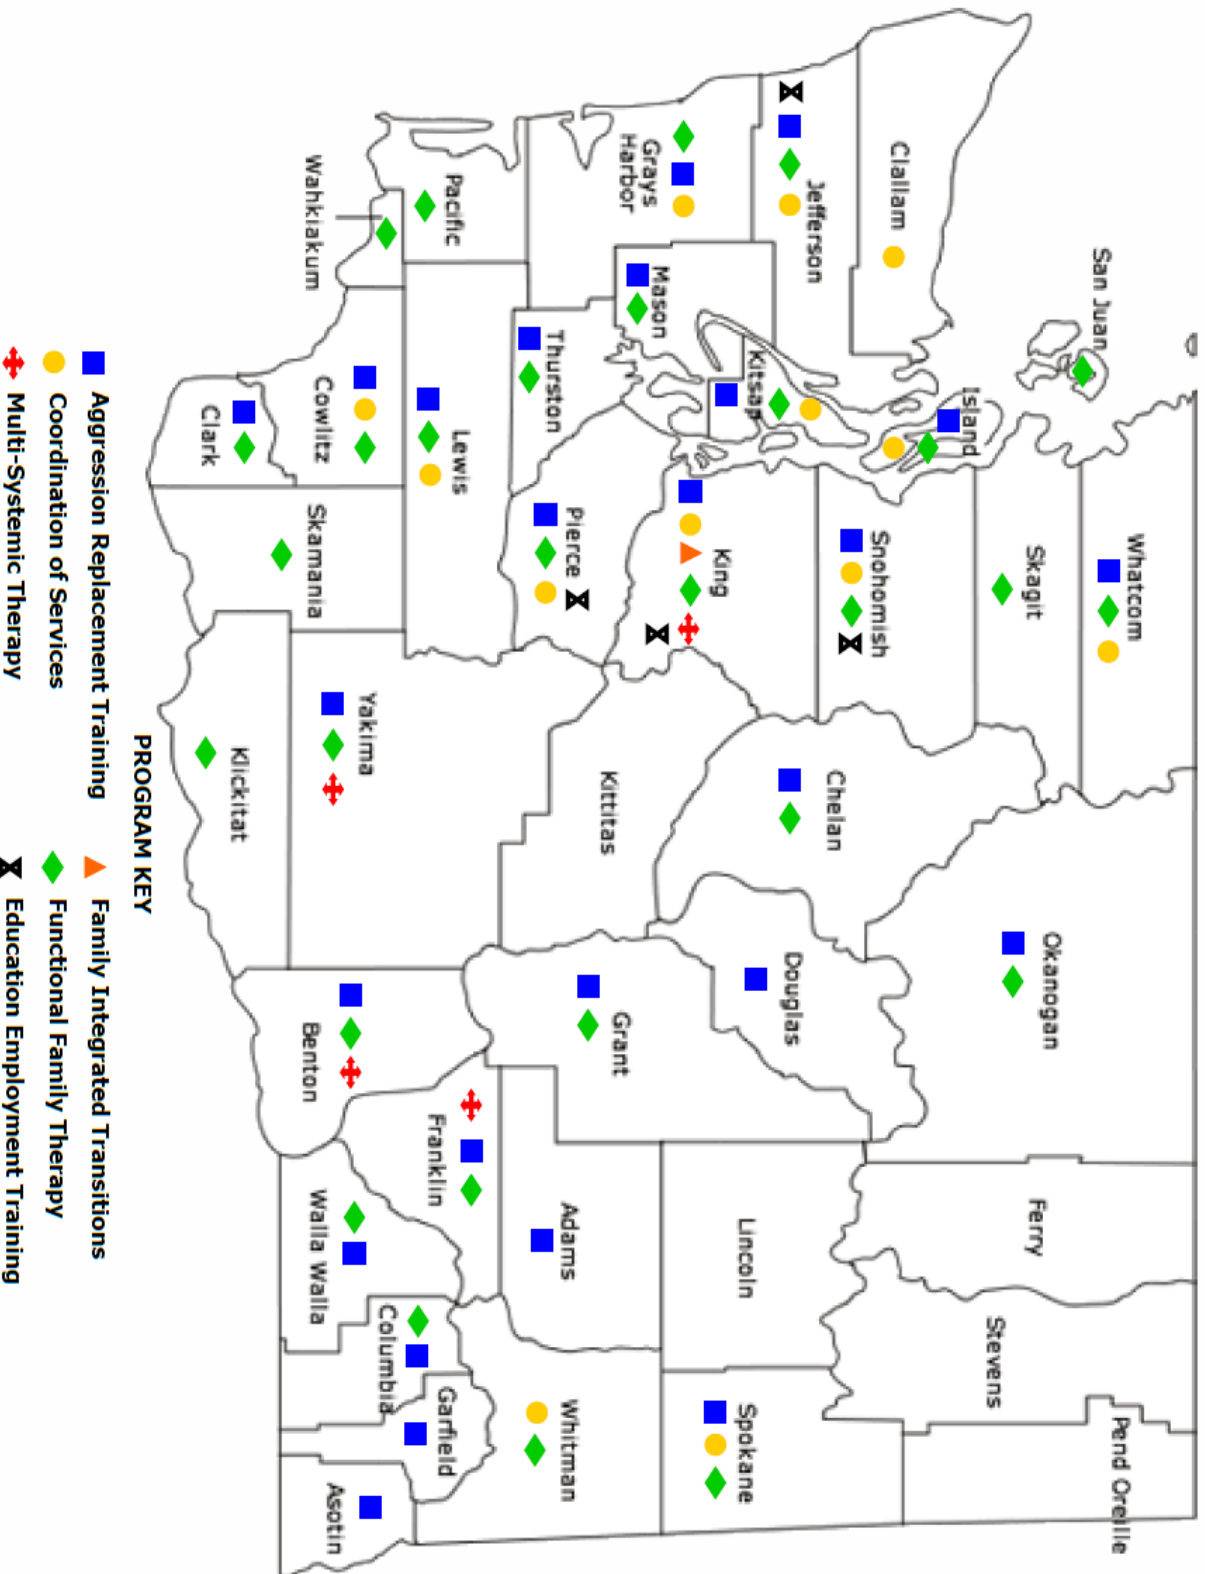 San Juan
Whatcom
Okanogan
Ferry
Stevens
Pend Oreille
Skagit
Island
Clallam
Snohomish
Chelan
Jefferson
Douglas
Kitsap
King
Lincoln
Spokane
Mason
Grays
Harbor
Kittitas
Grant
Pierce
Thurston
Adams
Whitman
Pacific
Lewis
Franklin
Garfield
Yakima
Columbia
Wahkiakum
Cowlitz
Skamania
Benton
Walla Walla
Asotin
Clark
Klickitat
PROGRAM KEY
Aggression Replacement Training
Family Integrated Transitions
Coordination of Services
Functional Family Therapy
Multi-Systemic Therapy
Education Employment Training